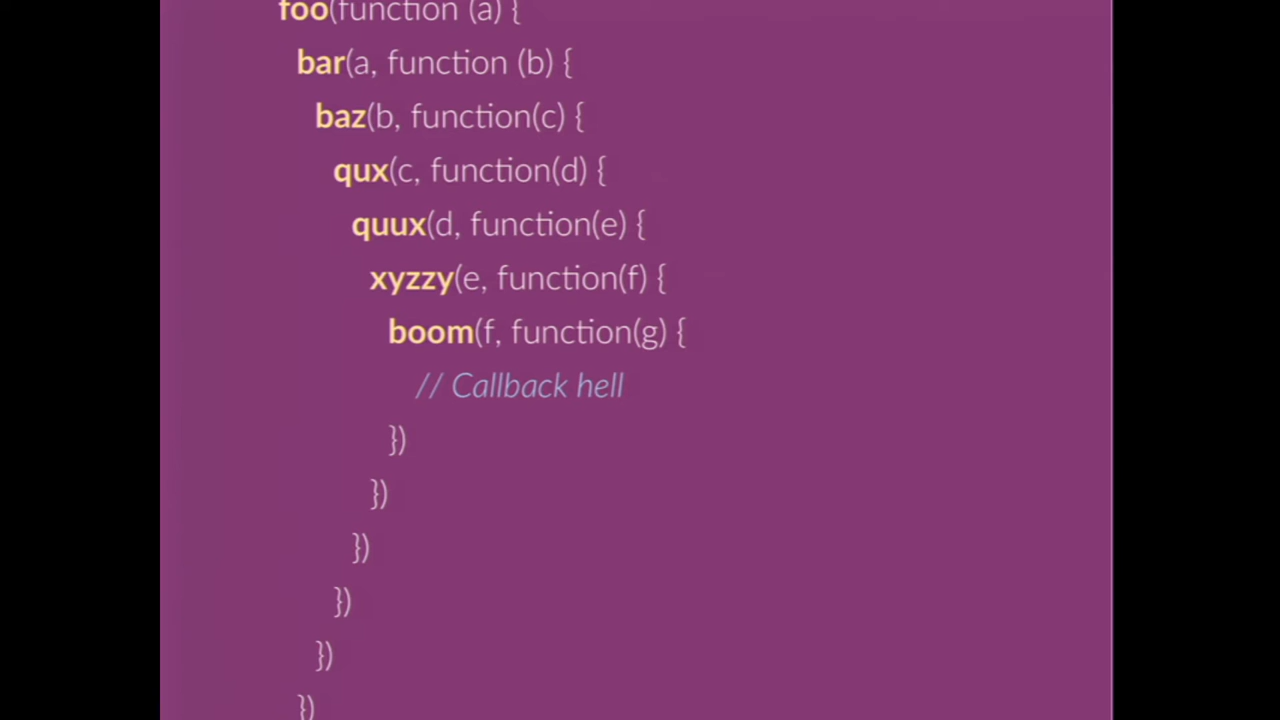 foo(function (a) {
bar(a, function (b) {
baz(b, function(c) {
qux(c, function(d) {
quux(d, function(e) {
xyzzy(e, function(f) {
boom(f, function(g) {
// Callback hell
})
})
})
})
})
})